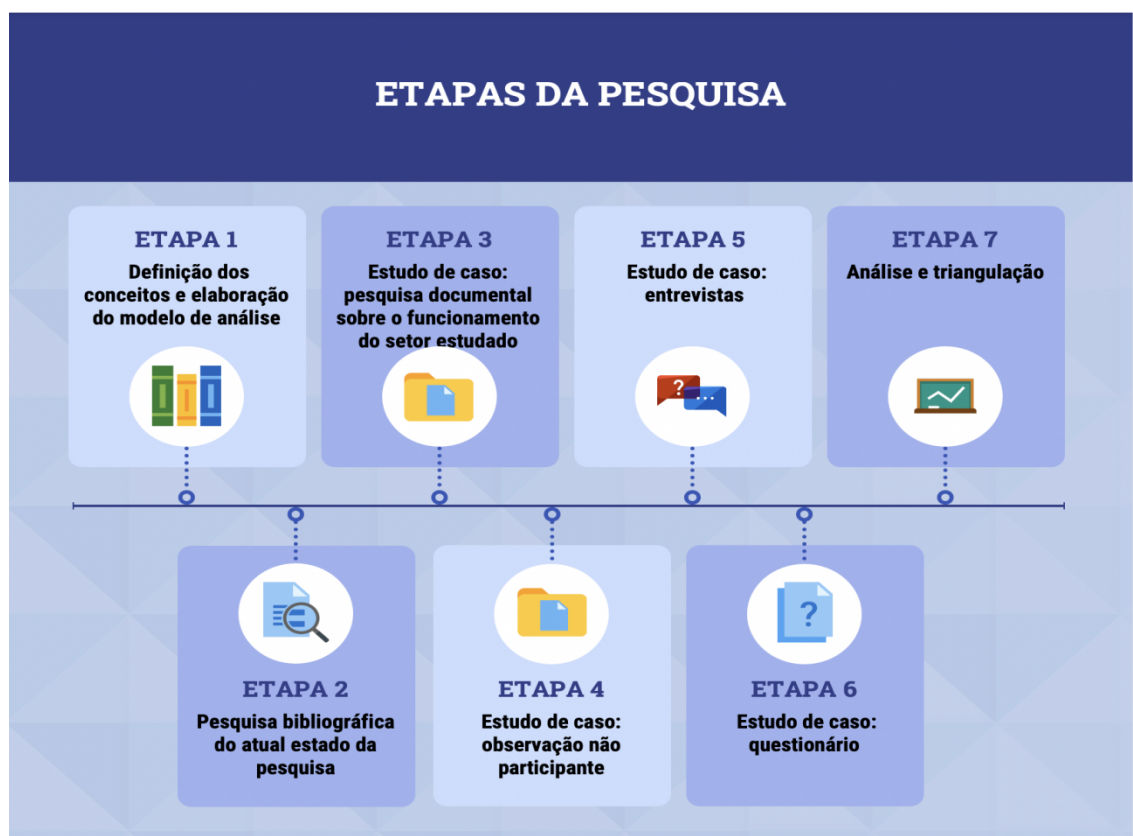 ETAPAS DA PESQUISA
ETAPA 1
Definição dos
conceitos e elaboração
do modelo de análise
ETAPA 2
Pesquisa bibliográfica
do atual estado da
pesquisa
ETAPA 3
Estudo de caso:
pesquisa documental
sobre o funcionamento
do setor estudado
ETAPA 4
Estudo de caso:
observação não
participante
ETAPA 5
Estudo de caso:
entrevistas
ETAPA 6
Estudo de caso:
questionário
ETAPA 7
Análise e triangulação